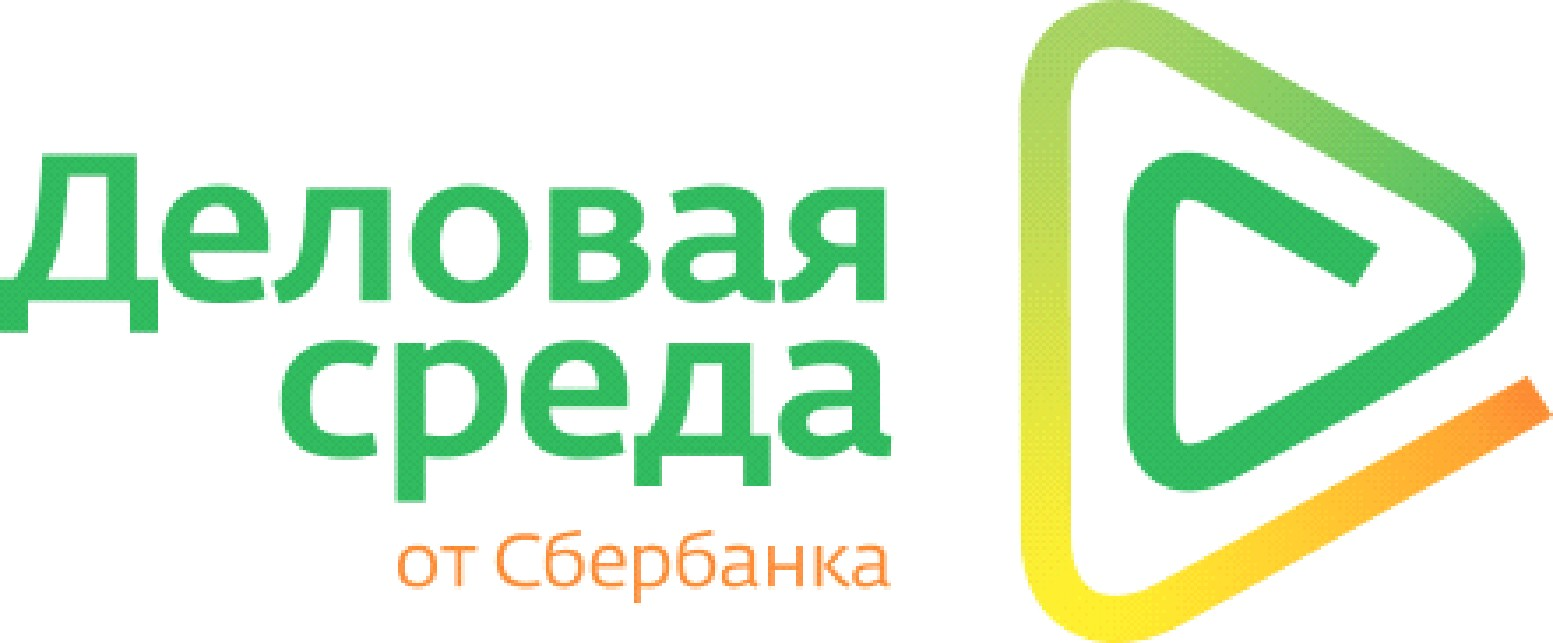 Деловая
среда
от Сбербанка